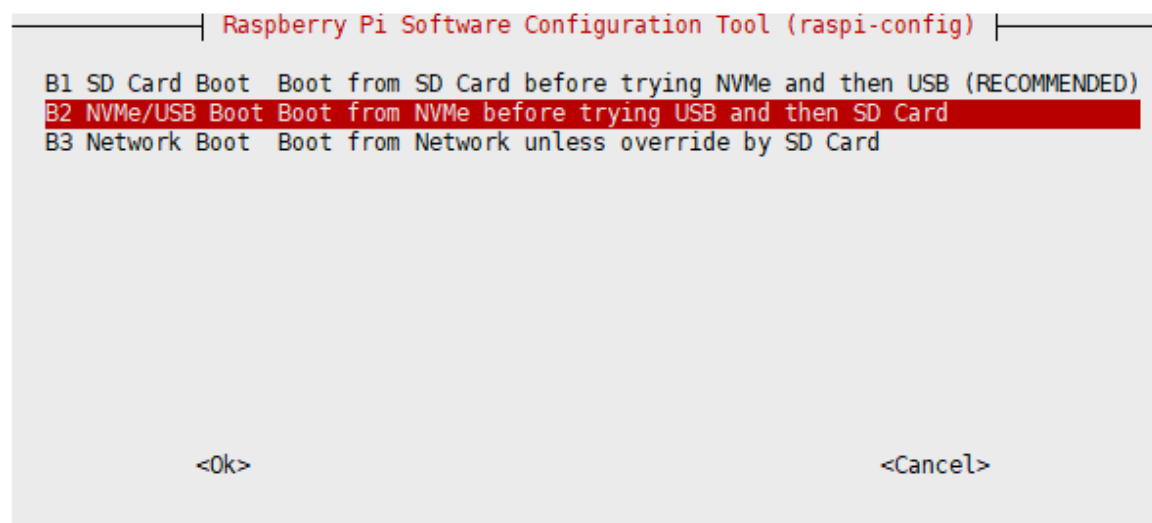 Raspberry Pi Software Configuration Tool (raspi-config)
B1 SD Card Boot  Boot from SD Card before trying NVMe and then USB (RECOMMENDED)
B2 NVMe/USB Boot Boot from NVMe before trying USB and then SD Card
B3 Network Boot  Boot from Network unless override by SD Card
<Ok> <Cancel>